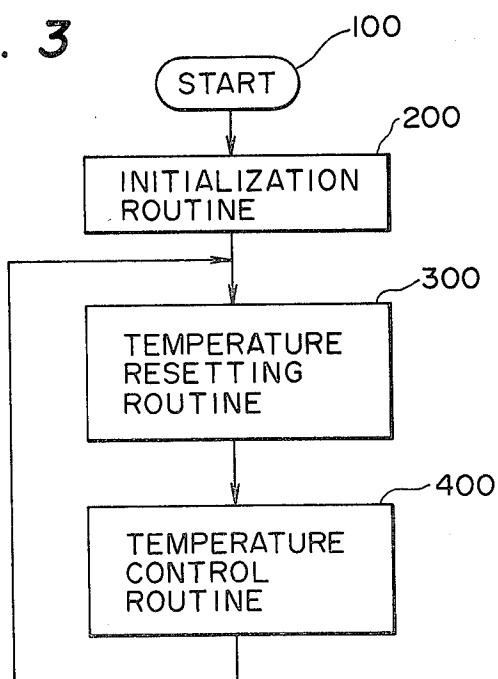 . 3
100
START
200
INITIALIZATION
ROUTINE
300
TEMPERATURE
RESETTING
ROUTINE
400
TEMPERATURE
CONTROL
ROUTINE